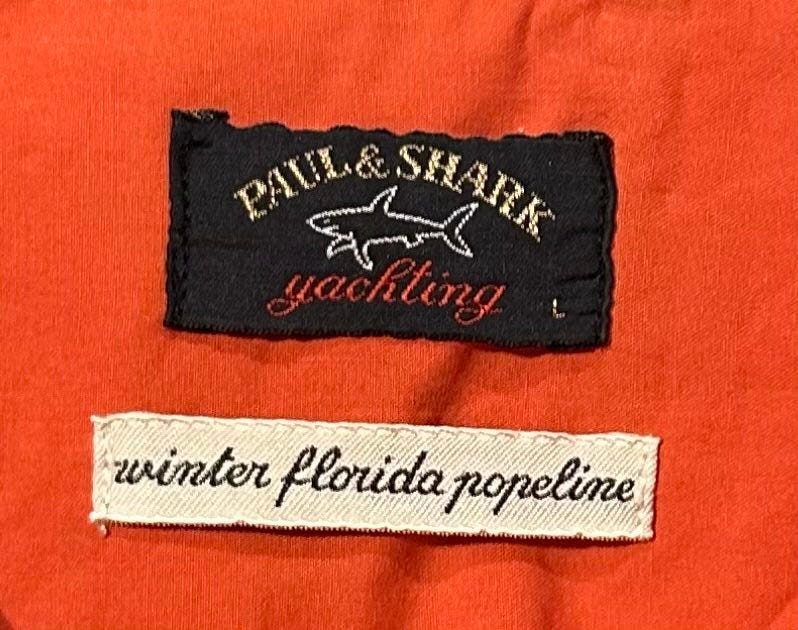 PAUL & SHARK
yachting
L
winter florida popeline